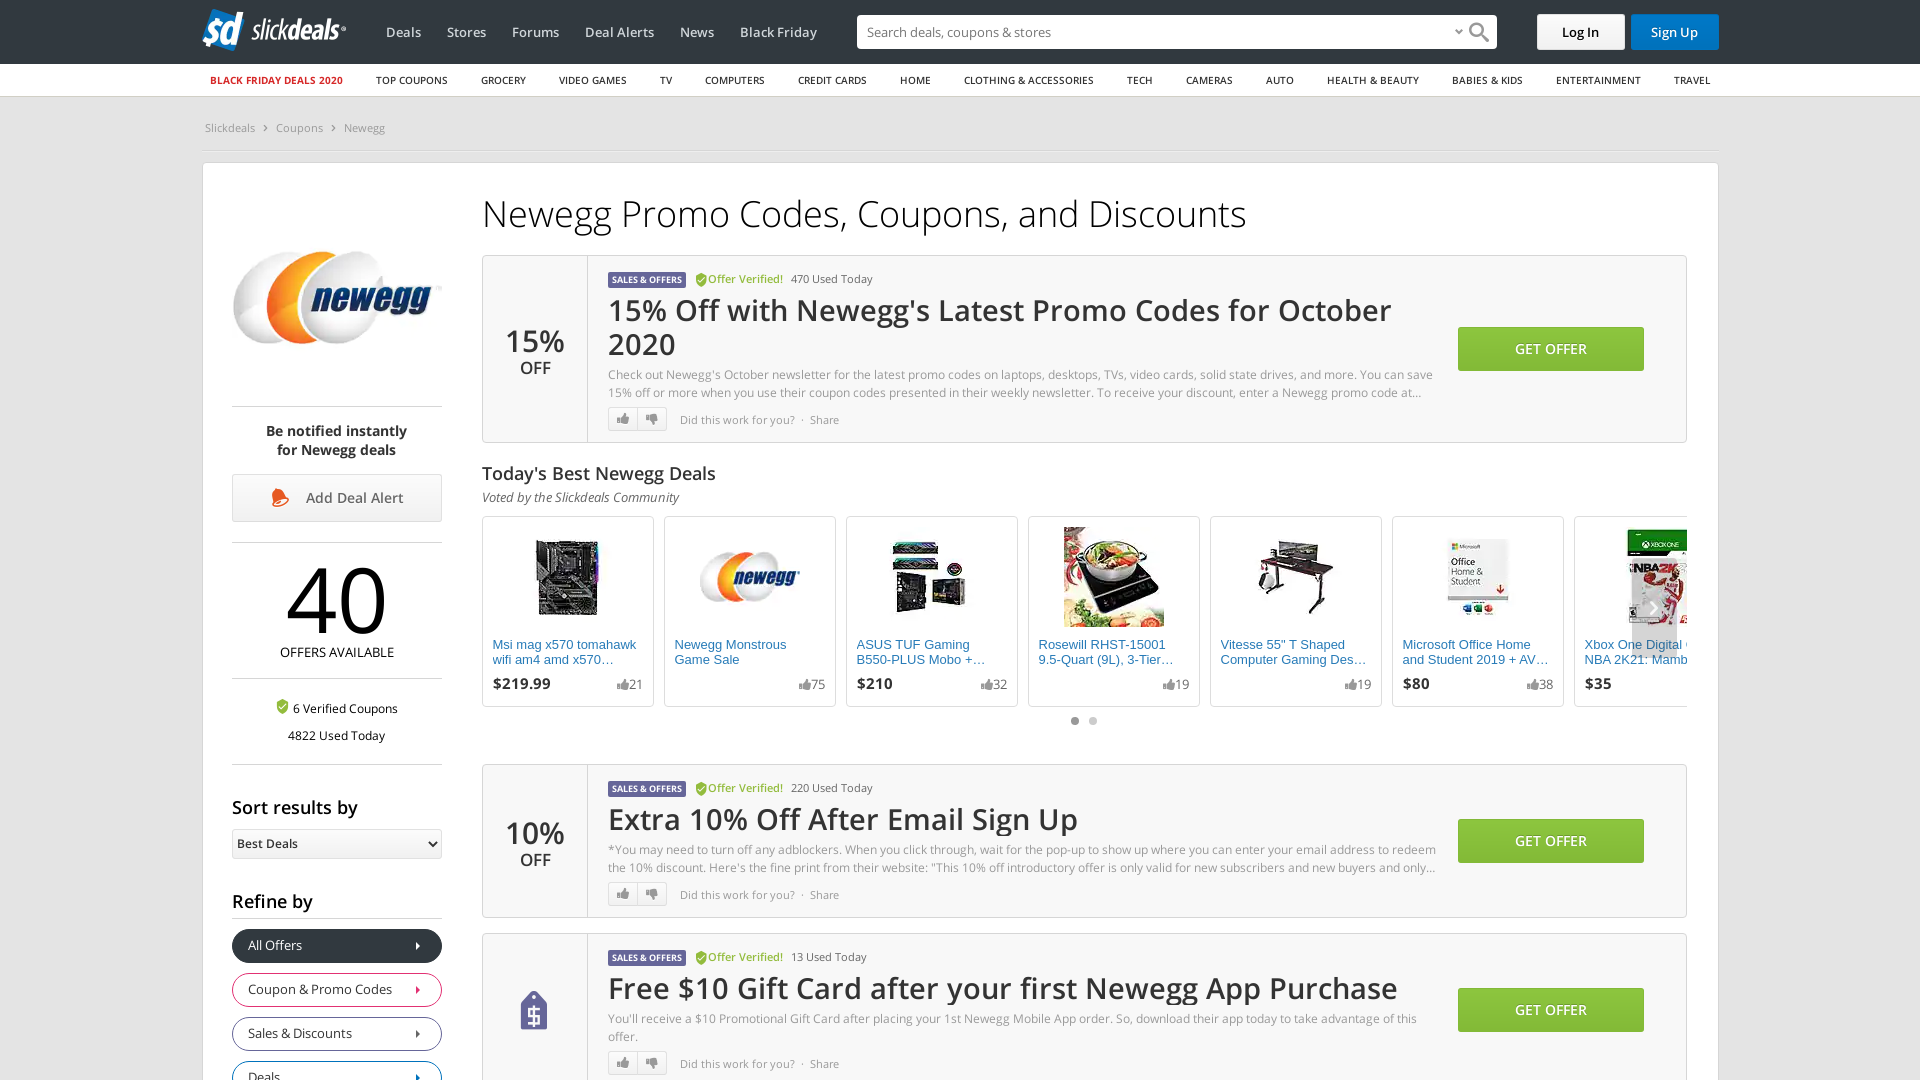 sd slickdeals
Deals
Stores
Forums
Deal Alerts
News
Black Friday
Search deals, coupons & stores
Log In
Sign Up
BLACK FRIDAY DEALS 2020
TOP COUPONS
GROCERY
VIDEO GAMES
TV
COMPUTERS
CREDIT CARDS
HOME
CLOTHING & ACCESSORIES
TECH
CAMERAS
AUTO
HEALTH & BEAUTY
BABIES & KIDS
ENTERTAINMENT
TRAVEL
Slickdeals > Coupons > Newegg
newegg
Be notified instantly
for Newegg deals
Add Deal Alert
40
OFFERS AVAILABLE
6 Verified Coupons
4822 Used Today
Sort results by
Best Deals
Refine by
All Offers
Coupon & Promo Codes
Sales & Discounts
Deals
Newegg Promo Codes, Coupons, and Discounts
15%
OFF
SALES & OFFERS Offer Verified! 470 Used Today
15% Off with Newegg's Latest Promo Codes for October
2020
Check out Newegg's October newsletter for the latest promo codes on laptops, desktops, TVs, video cards, solid state drives, and more. You can save
15% off or more when you use their coupon codes presented in their weekly newsletter. To receive your discount, enter a Newegg promo code at...
Did this work for you? · Share
GET OFFER
Today's Best Newegg Deals
Voted by the Slickdeals Community
Msi mag x570 tomahawk
wifi am4 amd x570…
$219.99
21
newegg
Newegg Monstrous
Game Sale
75
ASUS TUF Gaming
B550-PLUS Mobo +…
$210
32
Rosewill RHST-15001
9.5-Quart (9L), 3-Tier…
19
Vitesse 55" T Shaped
Computer Gaming Des…
19
Microsoft
Office
Home &
Student
Microsoft Office Home
and Student 2019 + AV…
$80
38
XBOX ONE
NBA 2K
Xbox One Digital
NBA 2K21: Mamb
$35
10%
OFF
SALES & OFFERS Offer Verified! 220 Used Today
Extra 10% Off After Email Sign Up
*You may need to turn off any adblockers. When you click through, wait for the pop-up to show up where you can enter your email address to redeem
the 10% discount. Here's the fine print from their website: "This 10% off introductory offer is only valid for new subscribers and new buyers and only...
Did this work for you? · Share
GET OFFER
SALES & OFFERS Offer Verified! 13 Used Today
Free $10 Gift Card after your first Newegg App Purchase
You'll receive a $10 Promotional Gift Card after placing your 1st Newegg Mobile App order. So, download their app today to take advantage of this
offer.
Did this work for you? · Share
GET OFFER